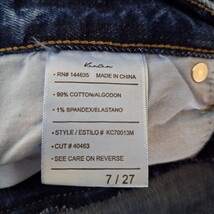 KanCan
• RN# 144635 MADE IN CHINA
• 99% COTTON/ALGODON
• 1% SPANDEX/ELASTANO
• STYLE / ESTILO # KC70013M
• CUT # 40463
• SEE CARE ON REVERSE
7 / 27